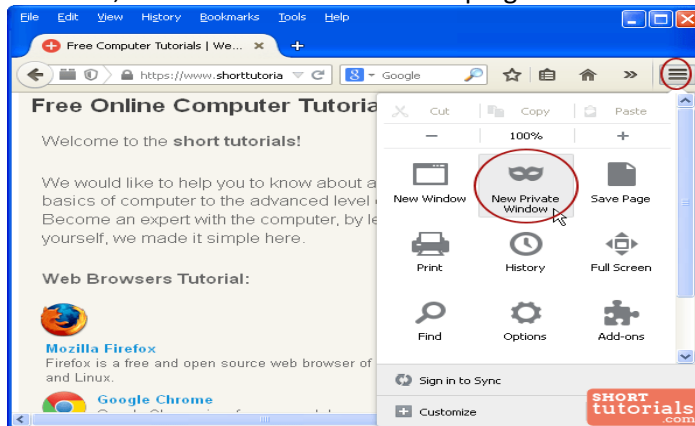 File Edit View History Bookmarks Tools Help
Free Computer Tutorials | We...
https://www.shorttutoria
Google
Free Online Computer Tutoria
Welcome to the short tutorials!
We would like to help you to know about a
basics of computer to the advanced level
Become an expert with the computer, by le
yourself, we made it simple here.
Web Browsers Tutorial:
Mozilla Firefox
Firefox is a free and open source web browser of
and Linux.
Google Chrome
Cut Copy Paste
100%
New Window New Private Save Page
Window
Print History Full Screen
Find Options Add-ons
Sign in to Sync
Customize
SHORT
tutorials
.com